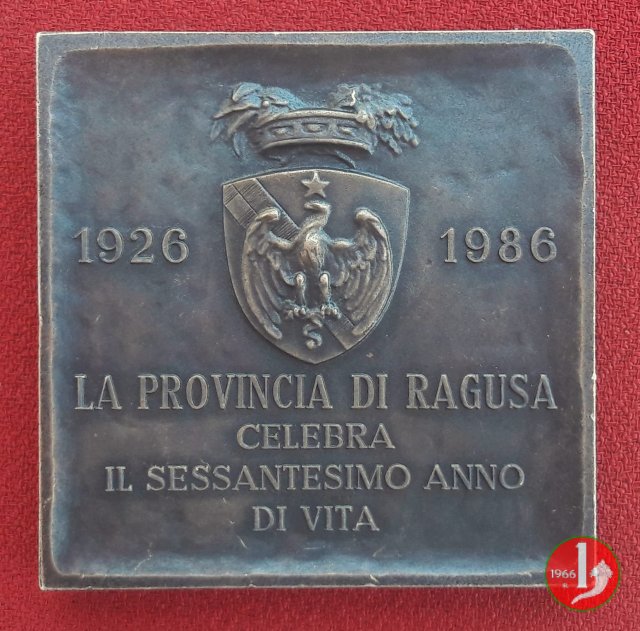 1926 1986
S
LA PROVINCIA DI RAGUSA
CELEBRA
IL SESSANTESIMO ANNO
DI VITA
1966